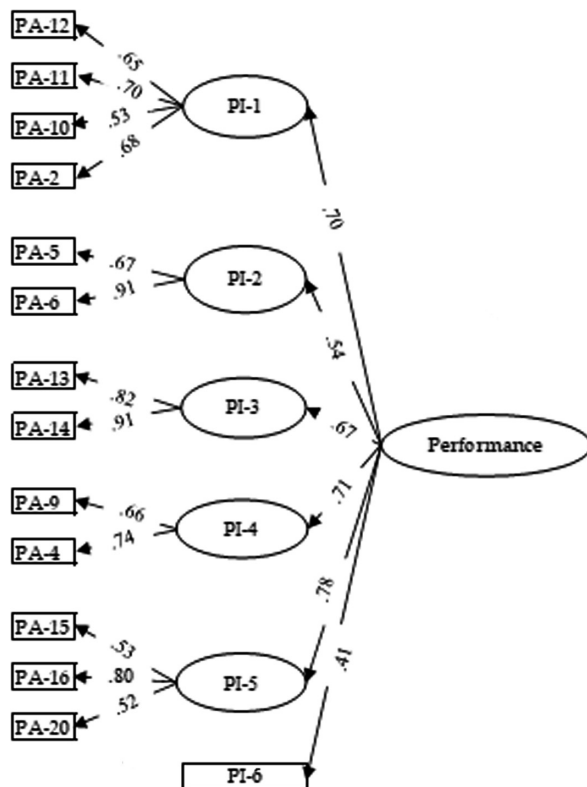 PA-12
.65
PA-11
.70
PI-1
PA-10
.53
PA-2
.68
.70
PA-5
.67
PI-2
PA-6
.91
.54
PA-13
.82
PI-3
PA-14
.91
.67
Performance
PA-9
.66
PI-4
PA-4
.74
.71
PA-15
.53
.78
PA-16
.80
PI-5
PA-20
.52
.41
PI-6